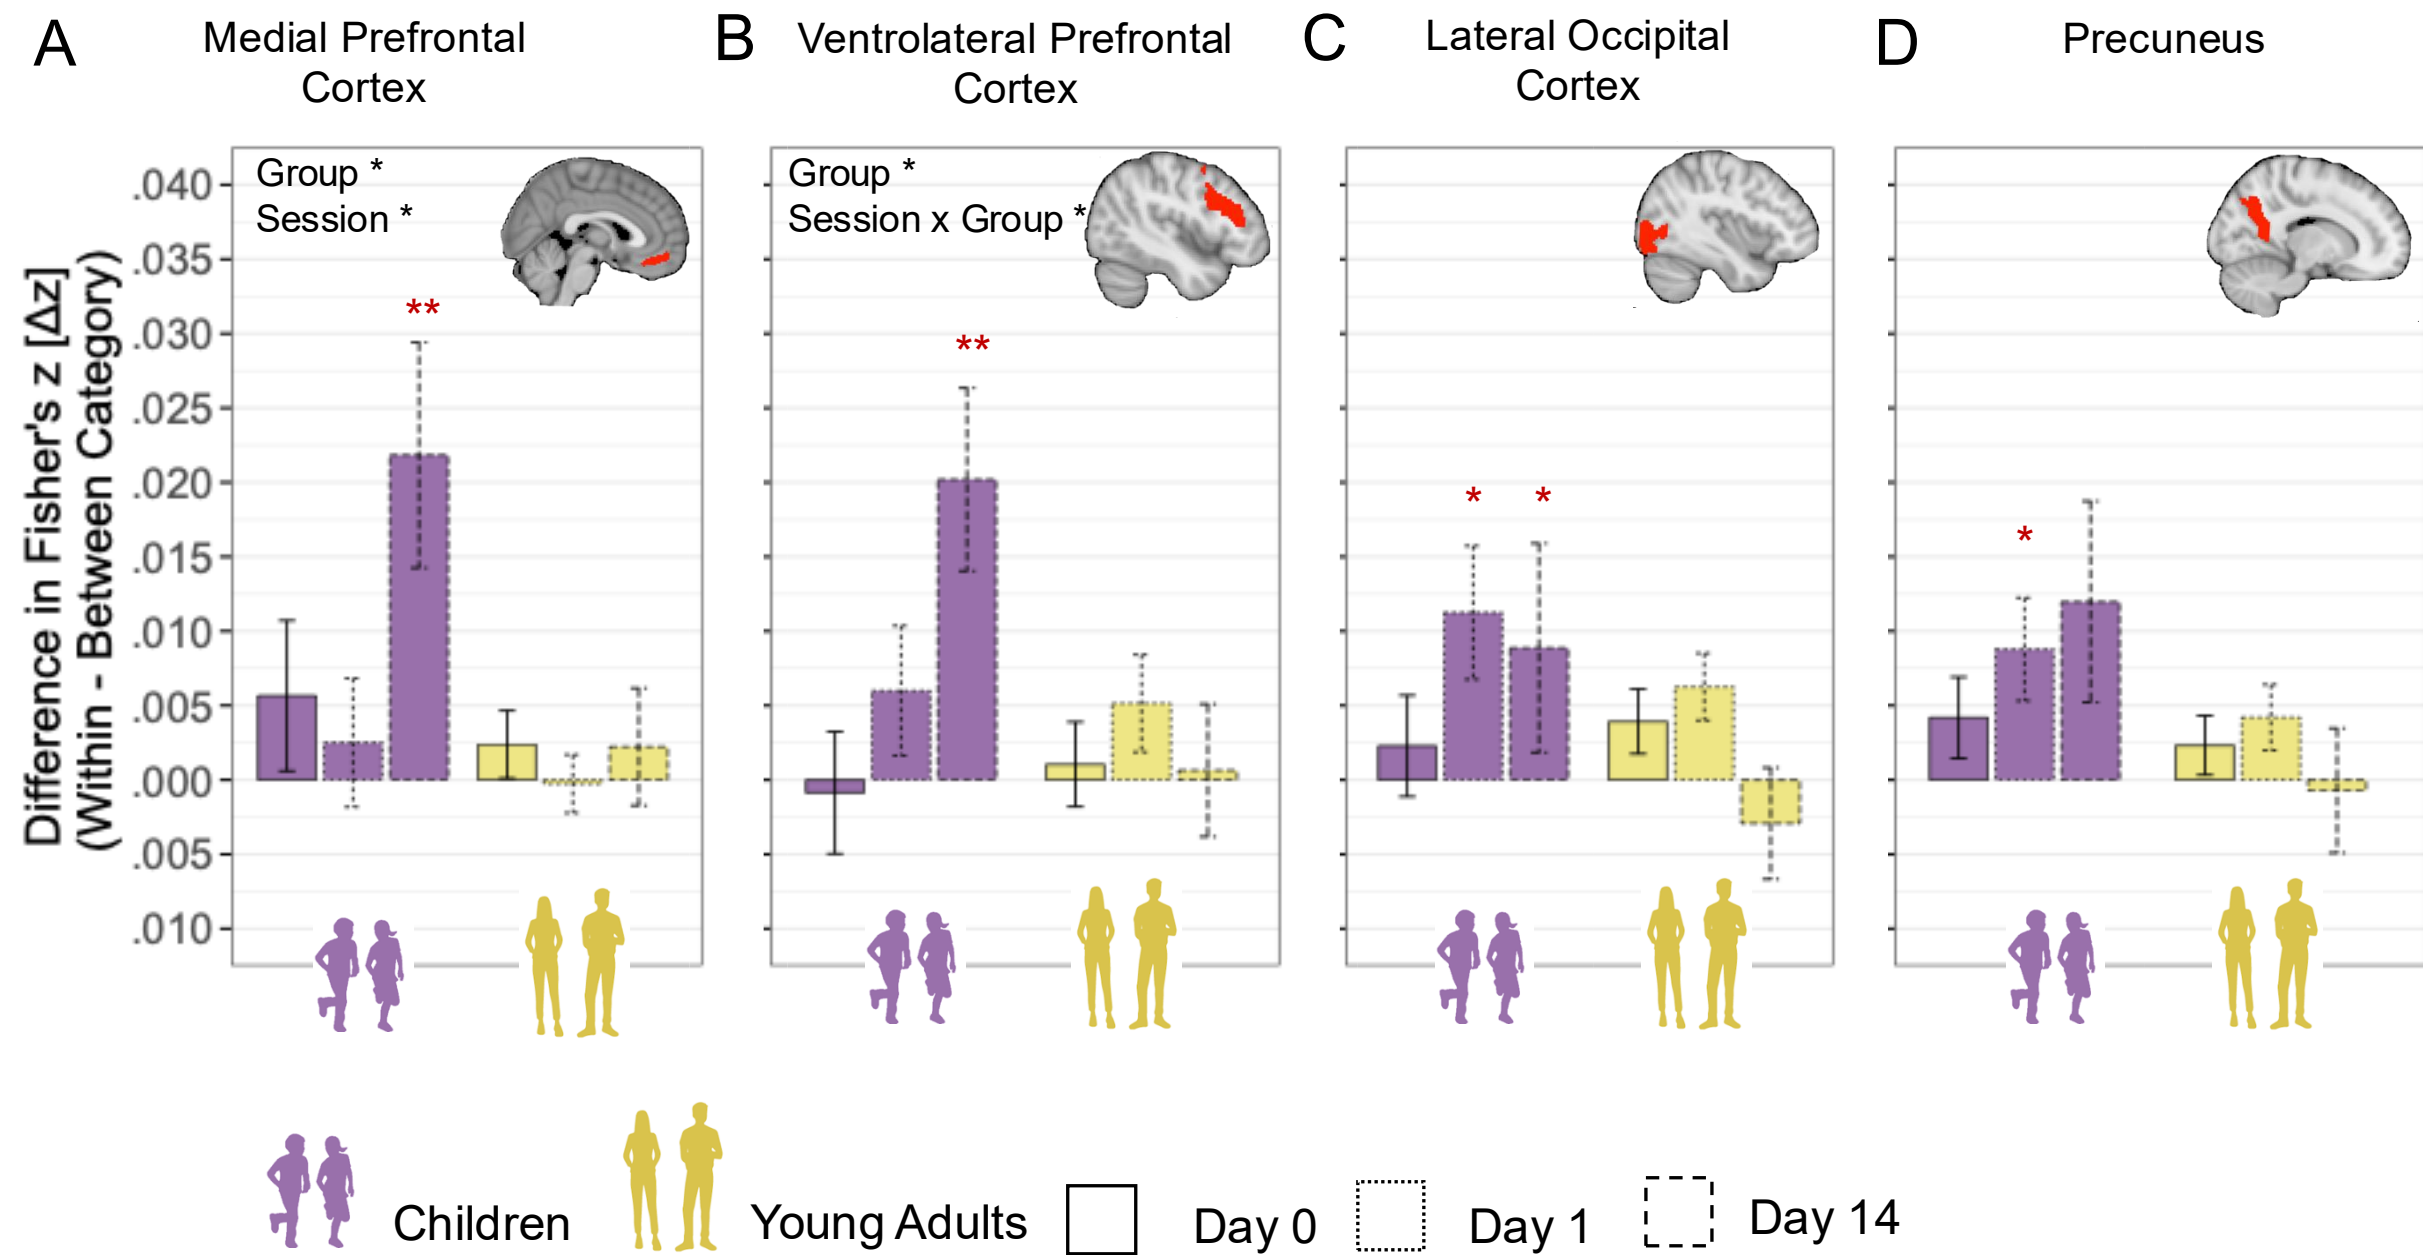 A
Medial Prefrontal
Cortex
B
Ventrolateral Prefrontal
Cortex
C
Lateral Occipital
Cortex
D
Precuneus
Difference in Fisher's z [Δz]
(Within - Between Category)
.040
.035
.030
.025
.020
.015
.010
.005
.000
.005
.010
Group *
Session *
**
Group *
Session x Group *
**
* *
*
Children
Young Adults
Day 0
Day 1
Day 14